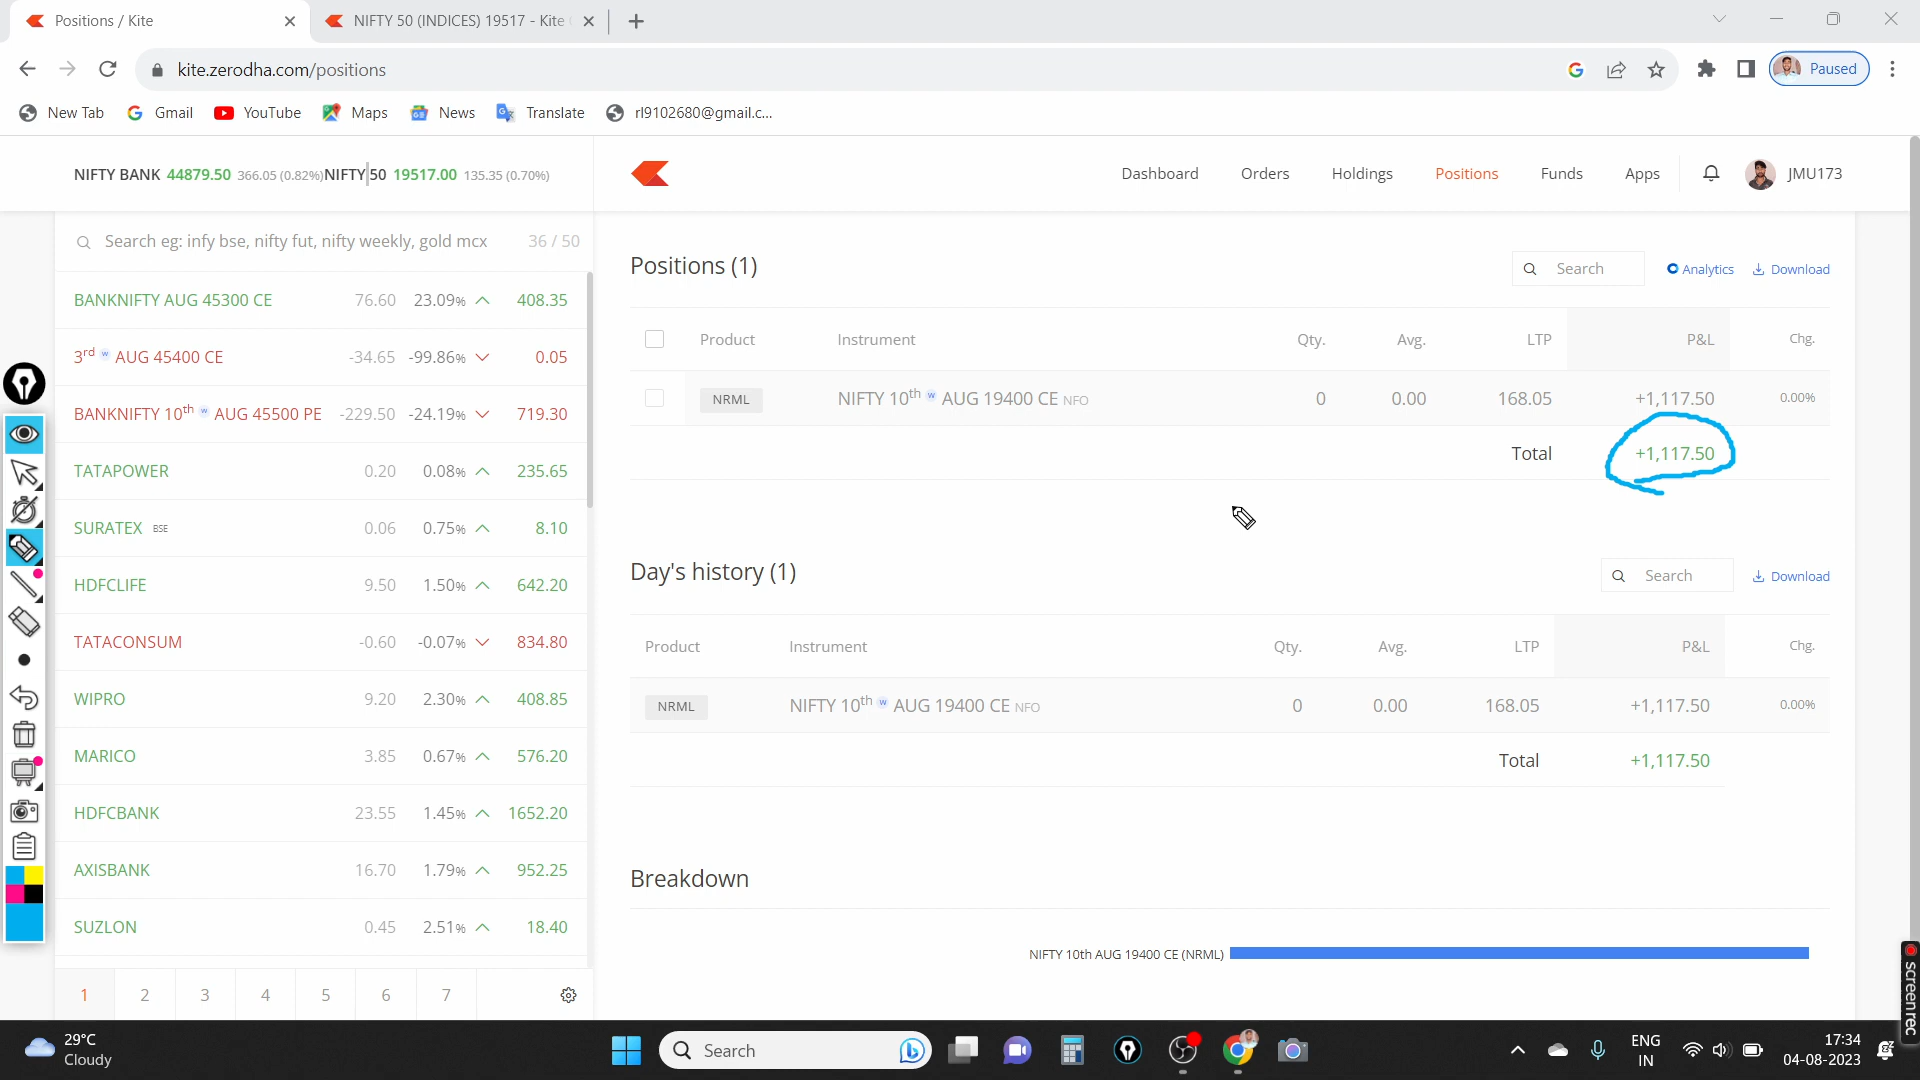 Positions / Kite
NIFTY 50 (INDICES) 19517 - Kite
kite.zerodha.com/positions
Paused
New Tab
Gmail
YouTube
Maps
News
Translate
rl9102680@gmail.c...
NIFTY BANK 44879.50 366.05 (0.82%) NIFTY 50 19517.00 135.35 (0.70%)
Dashboard
Orders
Holdings
Positions
Funds
Apps
JMU173
Search eg: infy bse, nifty fut, nifty weekly, gold mcx 36 / 50
BANKNIFTY AUG 45300 CE 76.60 23.09% 408.35
3rd w AUG 45400 CE -34.65 -99.86% 0.05
BANKNIFTY 10th w AUG 45500 PE -229.50 -24.19% 719.30
TATAPOWER 0.20 0.08% 235.65
SURATEX BSE 0.06 0.75% 8.10
HDFCLIFE 9.50 1.50% 642.20
TATACONSUM -0.60 -0.07% 834.80
WIPRO 9.20 2.30% 408.85
MARICO 3.85 0.67% 576.20
HDFCBANK 23.55 1.45% 1652.20
AXISBANK 16.70 1.79% 952.25
SUZLON 0.45 2.51% 18.40
1 2 3 4 5 6 7
Positions (1)
Search
Analytics
Download
Product Instrument Qty. Avg. LTP P&L Chg.
NRML NIFTY 10th w AUG 19400 CE NFO 0 0.00 168.05 +1,117.50 0.00%
Total +1,117.50
Day's history (1)
Search
Download
Product Instrument Qty. Avg. LTP P&L Chg.
NRML NIFTY 10th w AUG 19400 CE NFO 0 0.00 168.05 +1,117.50 0.00%
Total +1,117.50
Breakdown
NIFTY 10th AUG 19400 CE (NRML)
screenrec
29°C
Cloudy
Search
ENG
IN
17:34
04-08-2023